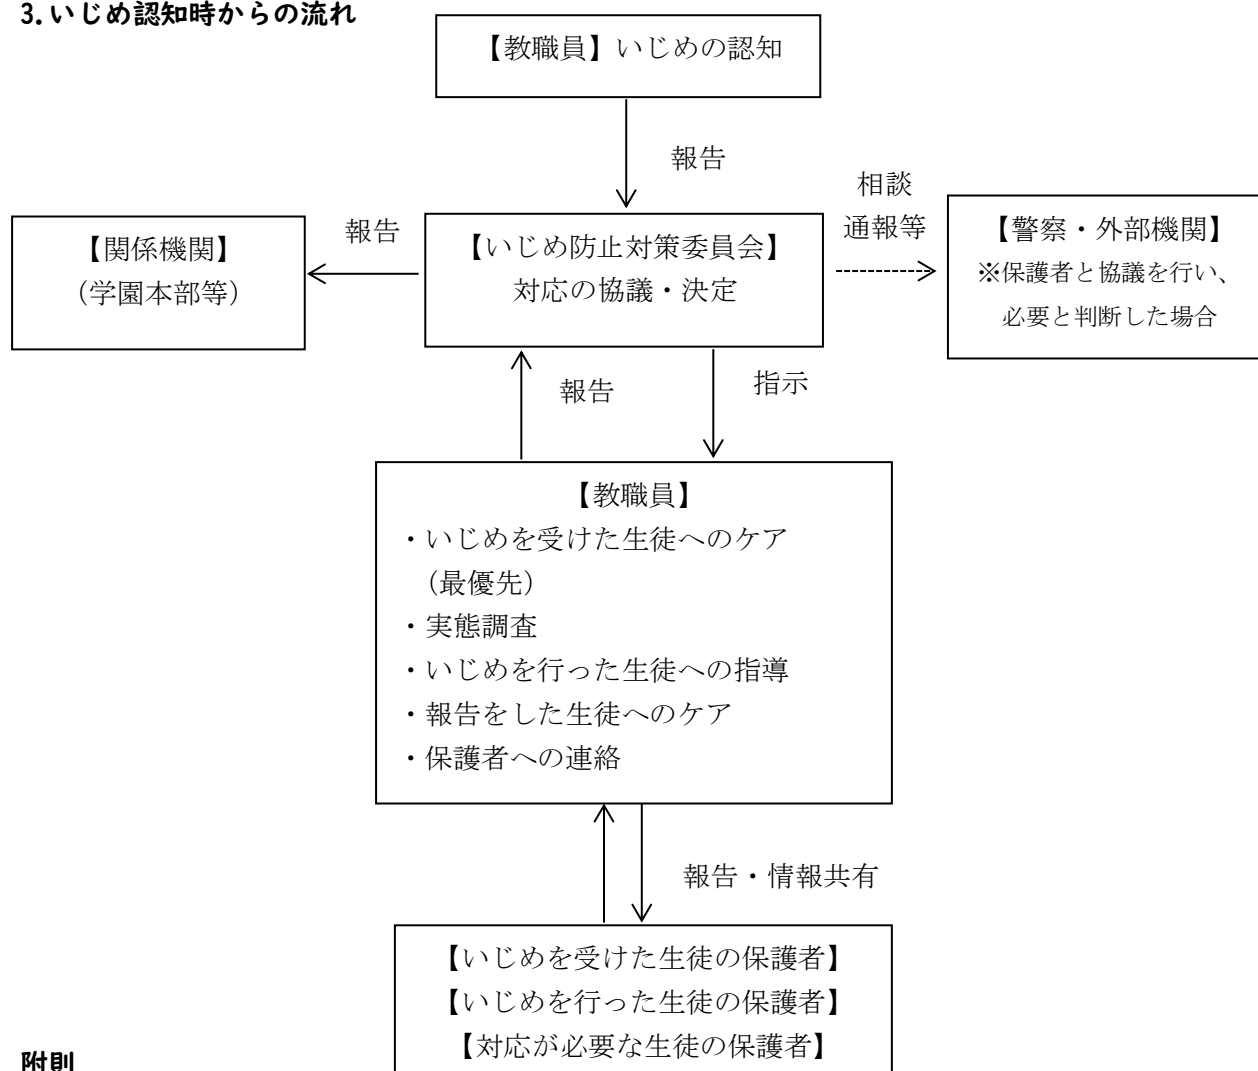 3.いじめ認知時からの流れ
【教職員】いじめの認知
報告
相談
通報等
【関係機関】
（学園本部等）
報告
【いじめ防止対策委員会】
対応の協議・決定
【警察・外部機関】
※保護者と協議を行い、
必要と判断した場合
報告
指示
【教職員】
・いじめを受けた生徒へのケア
（最優先）
・実態調査
・いじめを行った生徒への指導
・報告をした生徒へのケア
・保護者への連絡
報告・情報共有
【いじめを受けた生徒の保護者】
【いじめを行った生徒の保護者】
【対応が必要な生徒の保護者】
附則